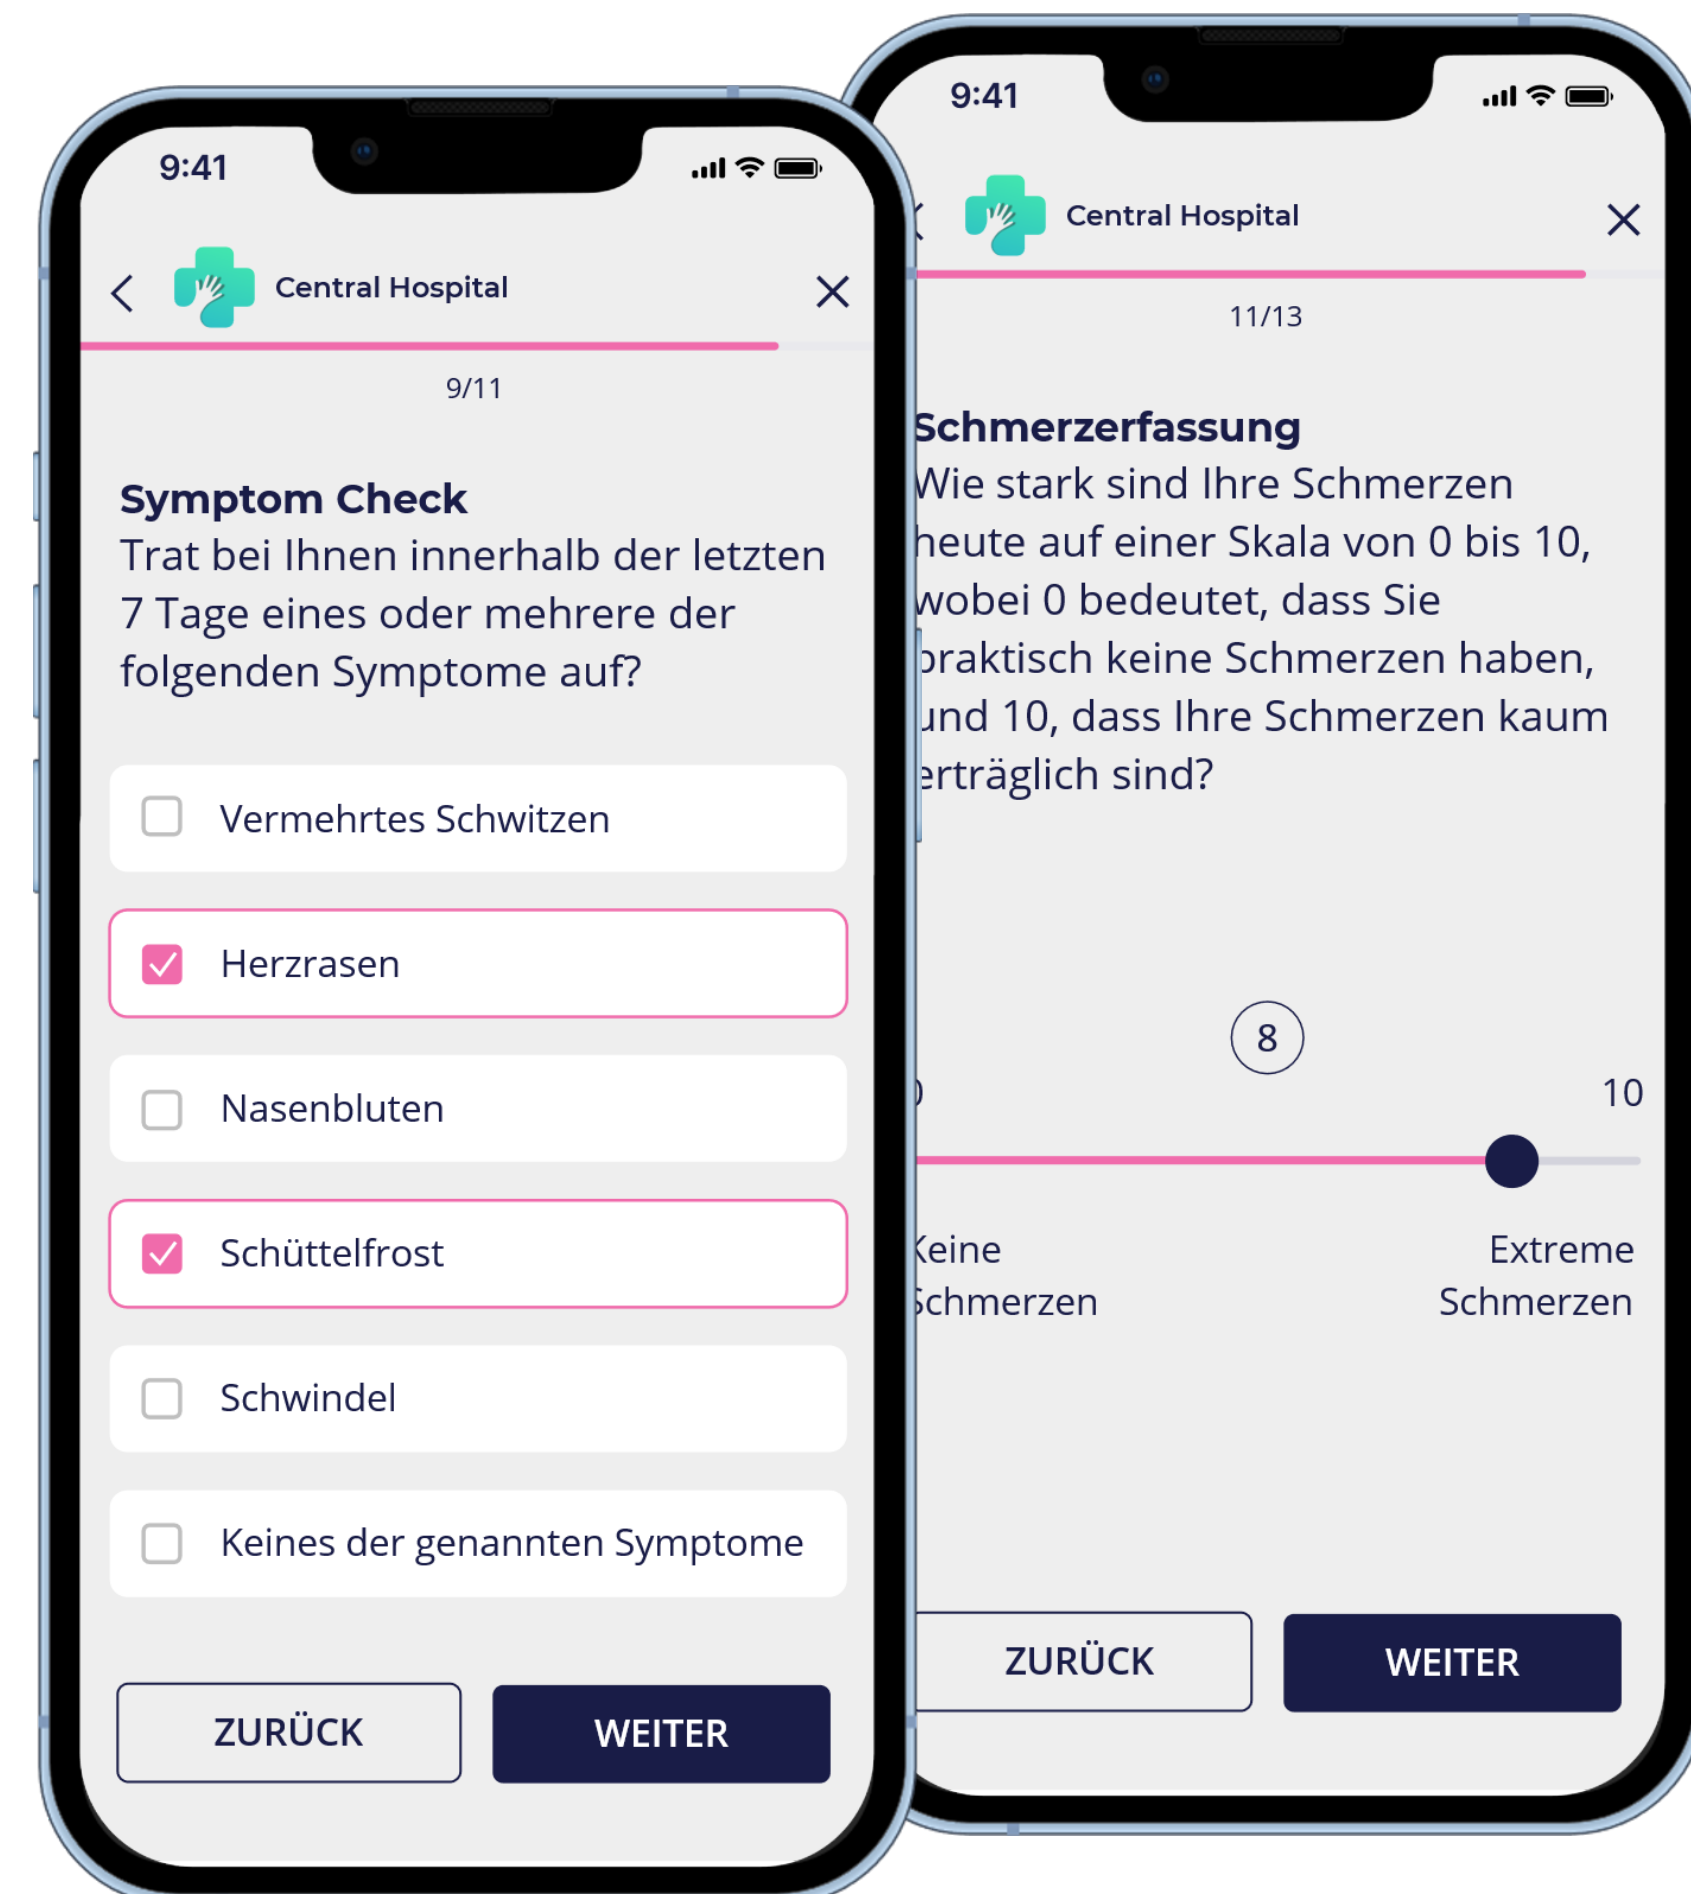 9:41
Central Hospital
9/11
Symptom Check
Trat bei Ihnen innerhalb der letzten
7 Tage eines oder mehrere der
folgenden Symptome auf?
Vermehrtes Schwitzen
Herzrasen
Nasenbluten
Schüttelfrost
Schwindel
Keines der genannten Symptome
ZURÜCK
WEITER
9:41
Central Hospital
11/13
Schmerzerfassung
Wie stark sind Ihre Schmerzen
heute auf einer Skala von 0 bis 10,
wobei 0 bedeutet, dass Sie
praktisch keine Schmerzen haben,
und 10, dass Ihre Schmerzen kaum
erträglich sind?
8
0 10
Keine Extreme
Schmerzen Schmerzen
ZURÜCK
WEITER